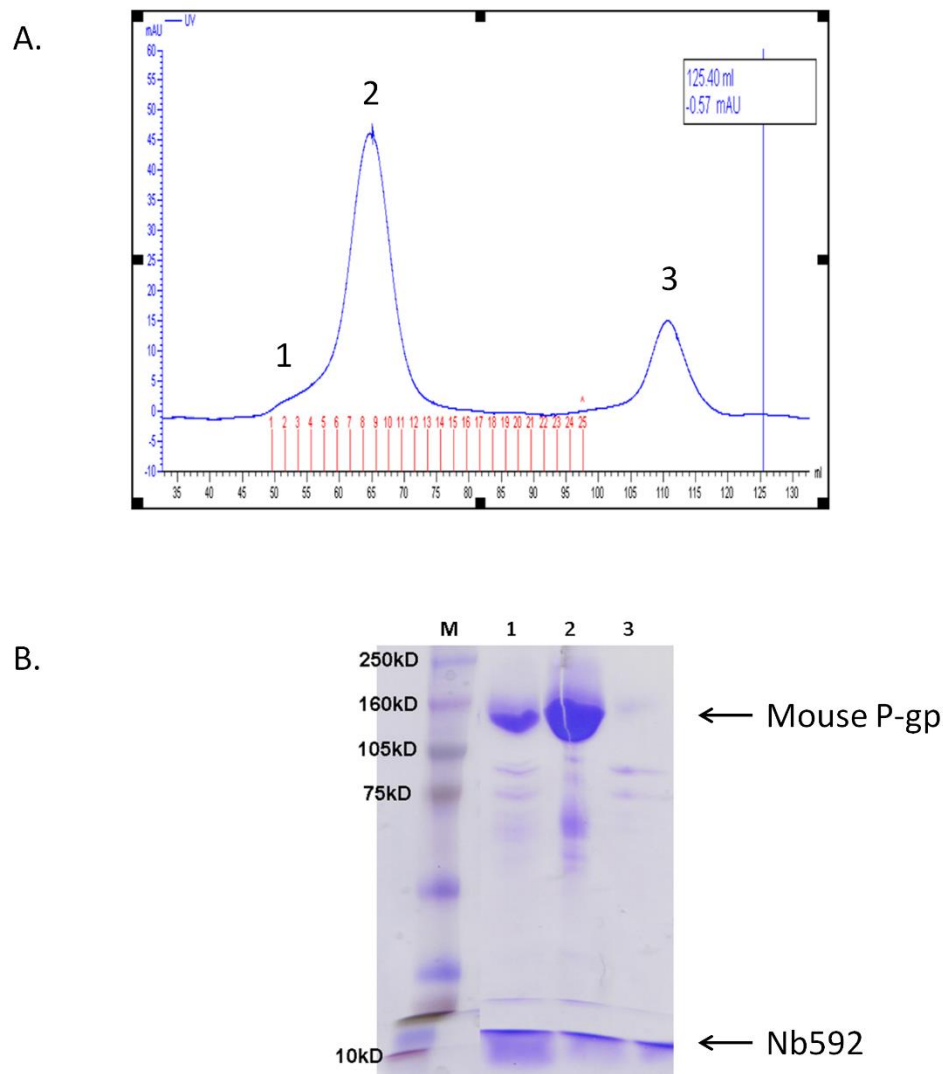 A.
mAU
UV
60
55
50
45
40
35
30
25
20
15
10
5
0
-5
-10
125.40 ml
-0.57 mAU
1
2
3
1 2 3 4 5 6 7 8 9 10 11 12 13 14 15 16 17 18 19 20 21 22 23 24 25
35 40 45 50 55 60 65 70 75 80 85 90 95 100 105 110 115 120 125 130
ml
B.
M 1 2 3
250kD
160kD
Mouse P-gp
105kD
75kD
Nb592
10kD